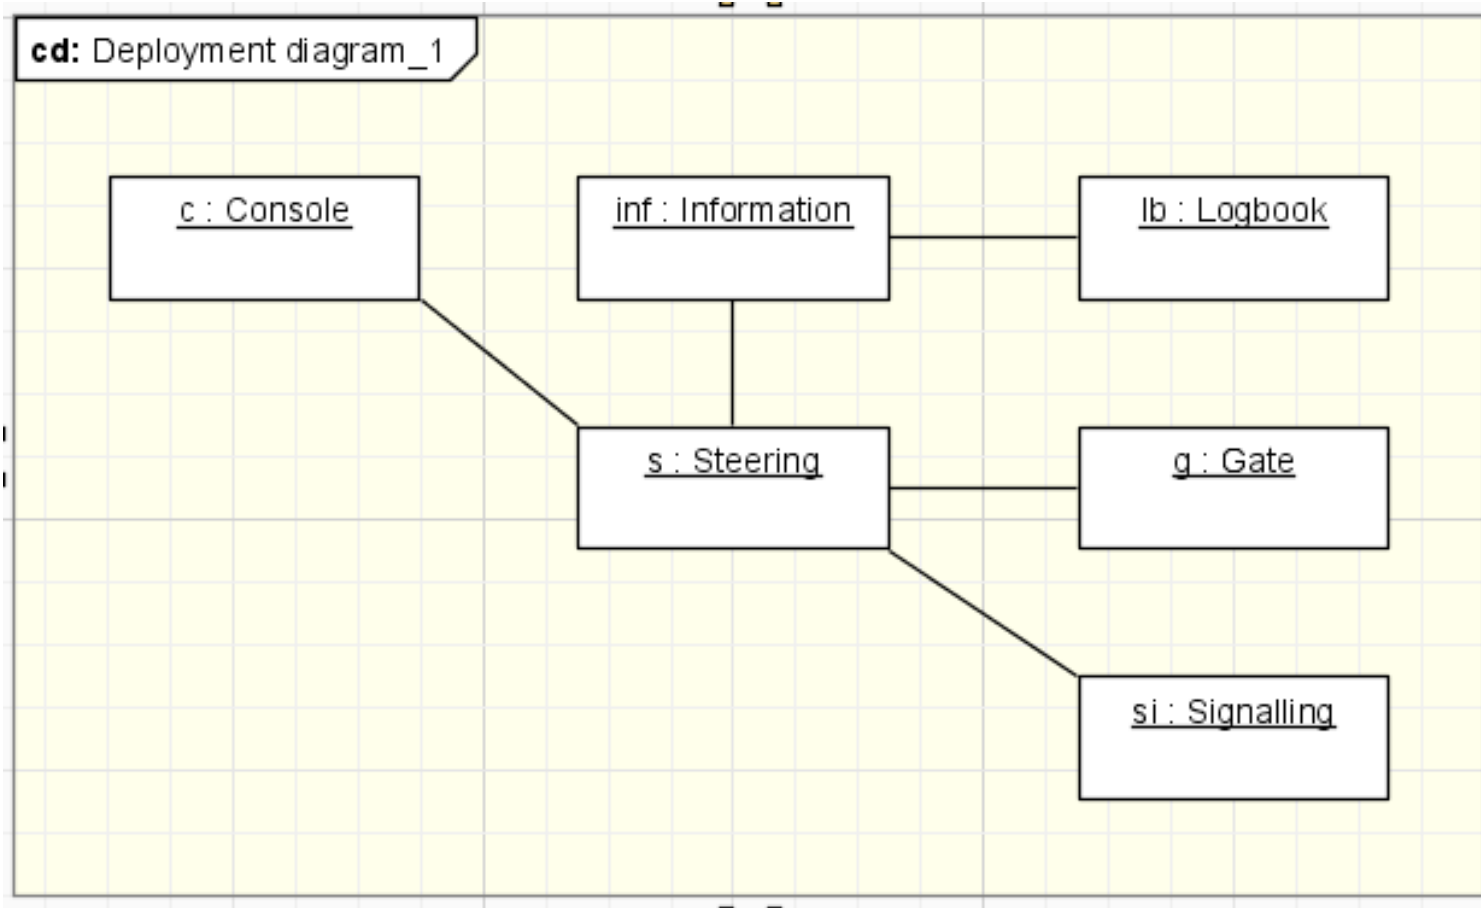 cd: Deployment diagram_1
c : Console
inf : Information
lb : Logbook
s : Steering
g : Gate
si : Signalling